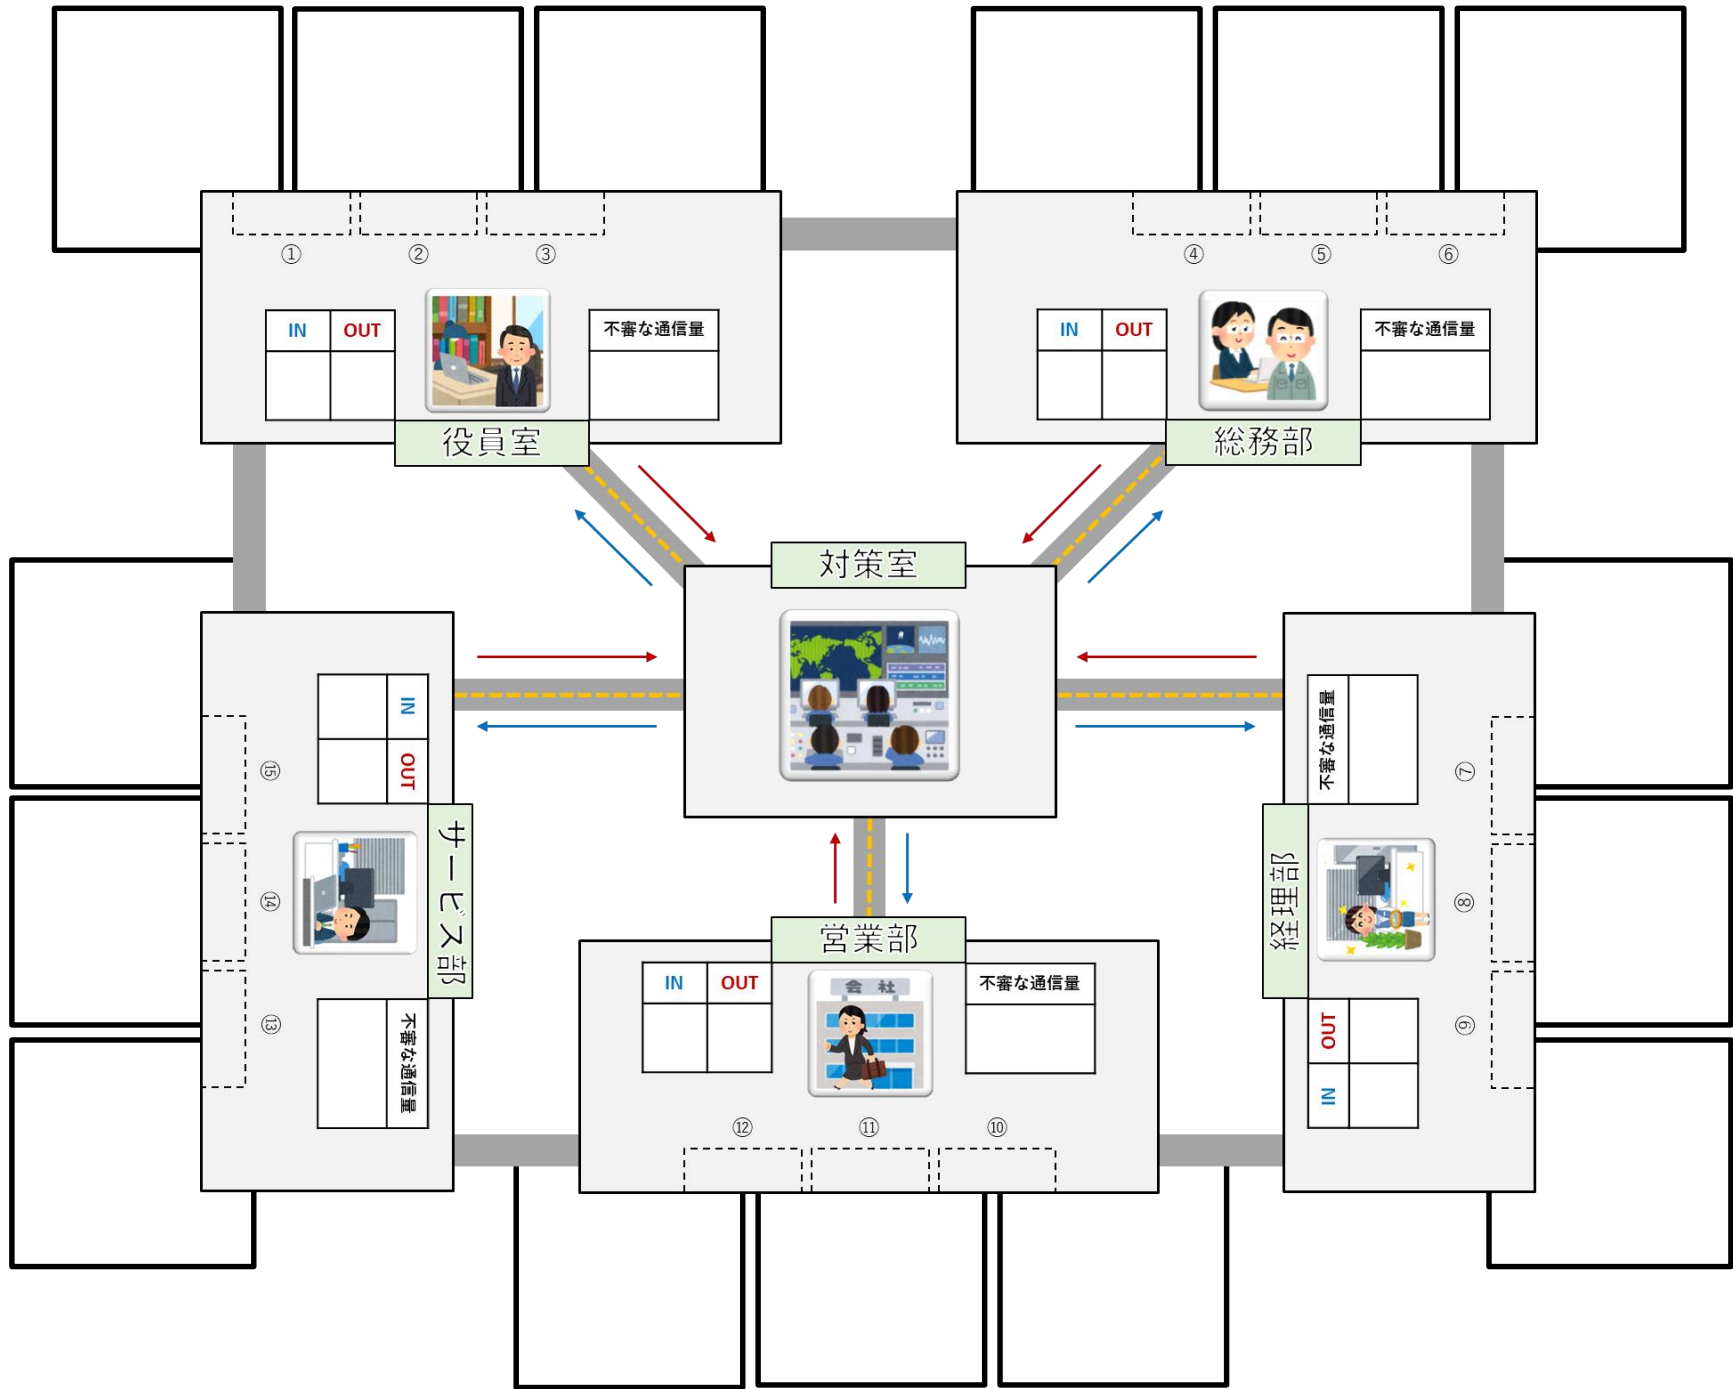 ① ② ③
IN OUT
不審な通信量
役員室
④ ⑤ ⑥
IN OUT
不審な通信量
総務部
対策室
IN OUT
⑮
⑭
⑬
サービス部
不審な通信量
不審な通信量
⑦
⑧
⑨
経理部
OUT
IN
営業部
IN OUT
会 社
不審な通信量
⑫ ⑪ ⑩